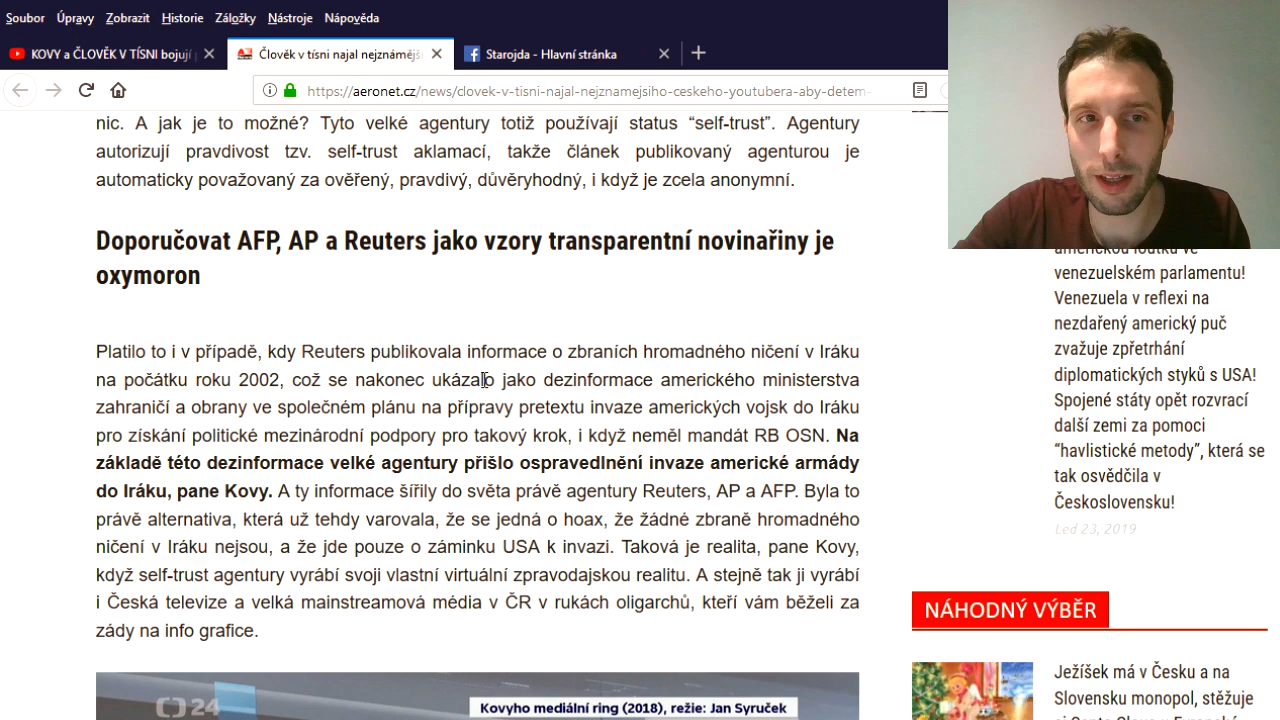 Soubor Úpravy Zobrazit Historie Záložky Nástroje Nápověda
KOVY a ČLOVĚK V TÍSNI bojují
Člověk v tísni najal nejznámějš
Starojda - Hlavní stránka
https://aeronet.cz/news/clovek-v-tisni-najal-nejznamejsiho-ceskeho-youtubera-aby-detem-
nic. A jak je to možné? Tyto velké agentury totiž používají status “self-trust”. Agentury
autorizují pravdivost tzv. self-trust aklamací, takže článek publikovaný agenturou je
automaticky považovaný za ověřený, pravdivý, důvěryhodný, i když je zcela anonymní.
Doporučovat AFP, AP a Reuters jako vzory transparentní novinařiny je
oxymoron
Platilo to i v případě, kdy Reuters publikovala informace o zbraních hromadného ničení v Iráku
na počátku roku 2002, což se nakonec ukázalo jako dezinformace amerického ministerstva
zahraničí a obrany ve společném plánu na přípravy pretextu invaze amerických vojsk do Iráku
pro získání politické mezinárodní podpory pro takový krok, i když neměl mandát RB OSN. Na
základě této dezinformace velké agentury přišlo ospravedlnění invaze americké armády
do Iráku, pane Kovy. A ty informace šířily do světa právě agentury Reuters, AP a AFP. Byla to
právě alternativa, která už tehdy varovala, že se jedná o hoax, že žádné zbraně hromadného
ničení v Iráku nejsou, a že jde pouze o záminku USA k invazi. Taková je realita, pane Kovy,
když self-trust agentury vyrábí svoji vlastní virtuální zpravodajskou realitu. A stejně tak ji vyrábí
i Česká televize a velká mainstreamová média v ČR v rukách oligarchů, kteří vám běželi za
zády na info grafice.
24
Kovyho mediální ring (2018), režie: Jan Syruček
americkou loutku ve
venezuelském parlamentu!
Venezuela v reflexi na
nezdařený americký puč
zvažuje zpřetrhání
diplomatických styků s USA!
Spojené státy opět rozvrací
další zemi za pomoci
“havlistické metody”, která se
tak osvědčila v
Československu!
Led 23, 2019
NÁHODNÝ VÝBĚR
Ježíšek má v Česku a na
Slovensku monopol, stěžuje